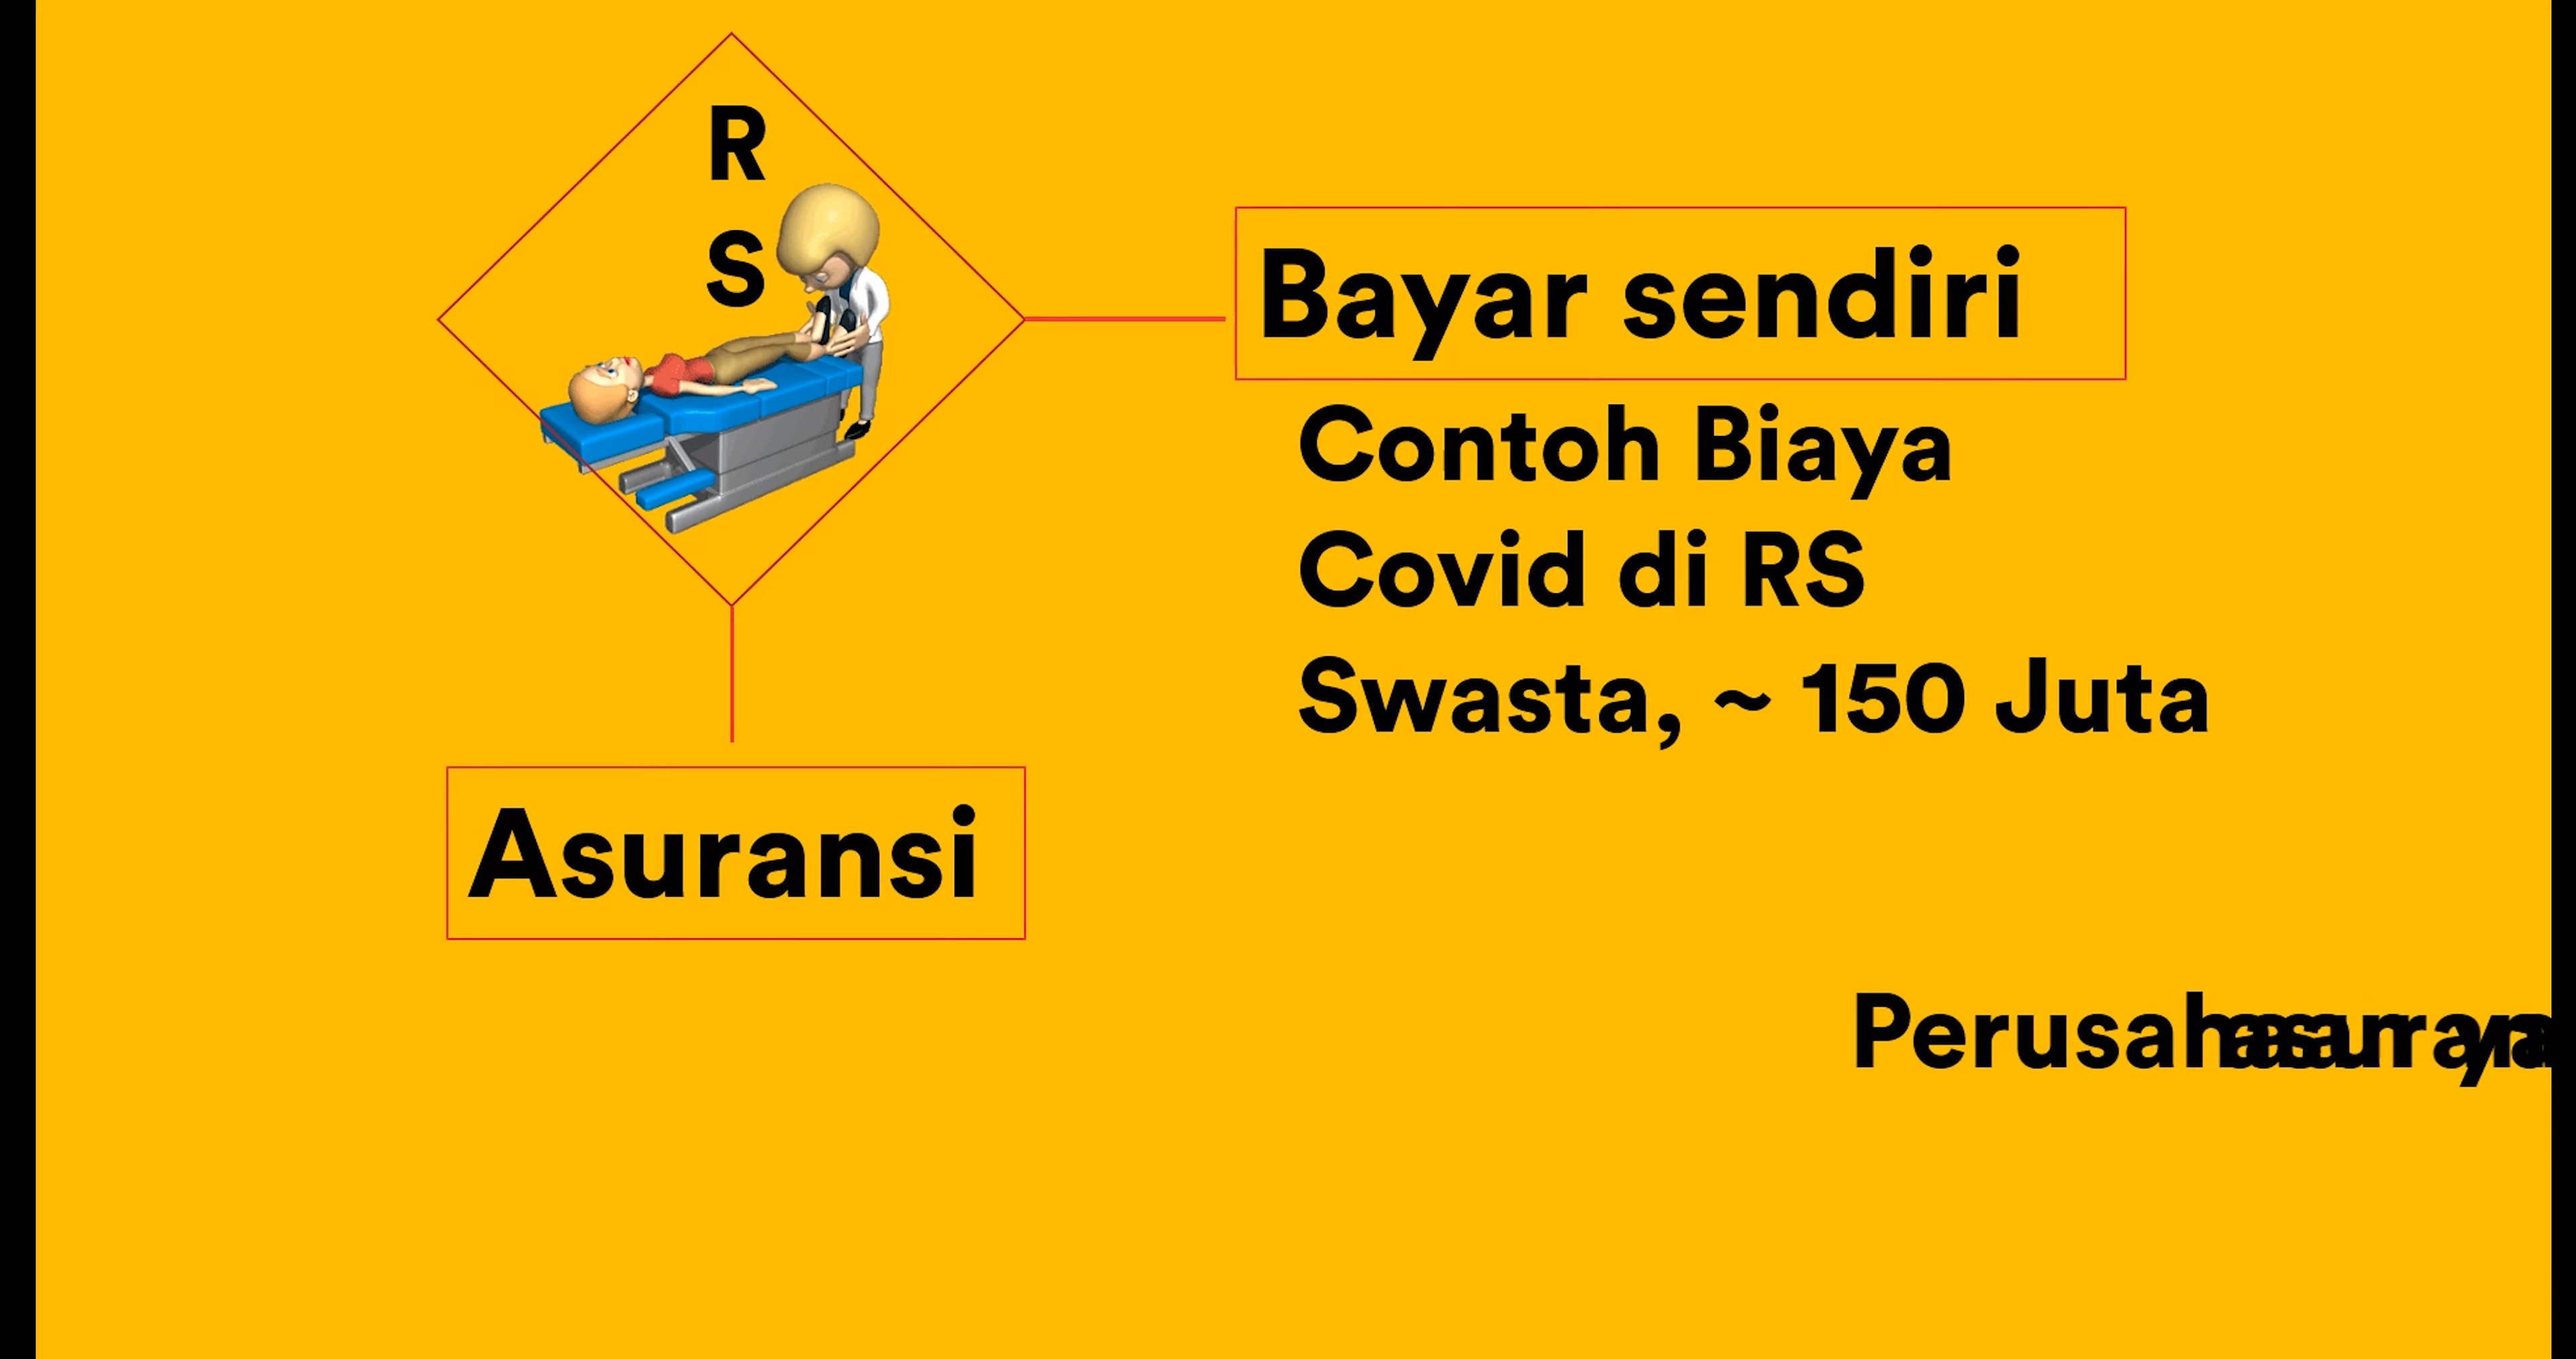 R
S
Bayar sendiri
Contoh Biaya
Covid di RS
Swasta, ~ 150 Juta
Asuransi